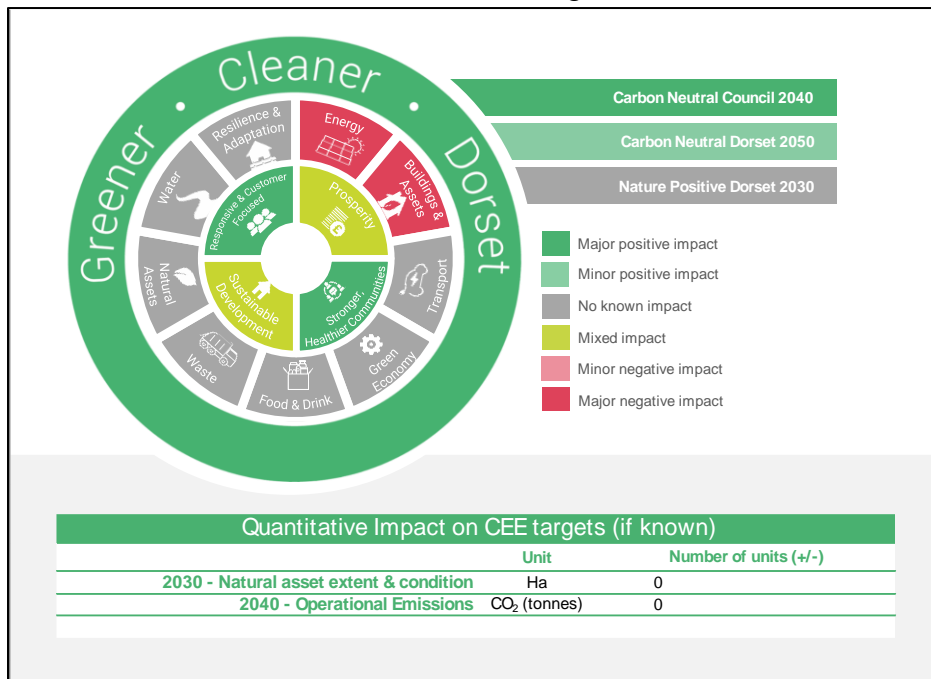 Greener • Cleaner • Dorset
Resilience &
Adaptation
Energy
Buildings &
Assets
Transport
Green
Economy
Food & Drink
Waste
Natural
Assets
Water
Responsive & Customer
Focused
Prosperity
£
Stronger,
Healthier Communities
Sustainable
Development
Carbon Neutral Council 2040
Carbon Neutral Dorset 2050
Nature Positive Dorset 2030
Major positive impact
Minor positive impact
No known impact
Mixed impact
Minor negative impact
Major negative impact
Quantitative Impact on CEE targets (if known)
Unit Number of units (+/-)
2030 - Natural asset extent & condition Ha 0
2040 - Operational Emissions CO₂ (tonnes) 0